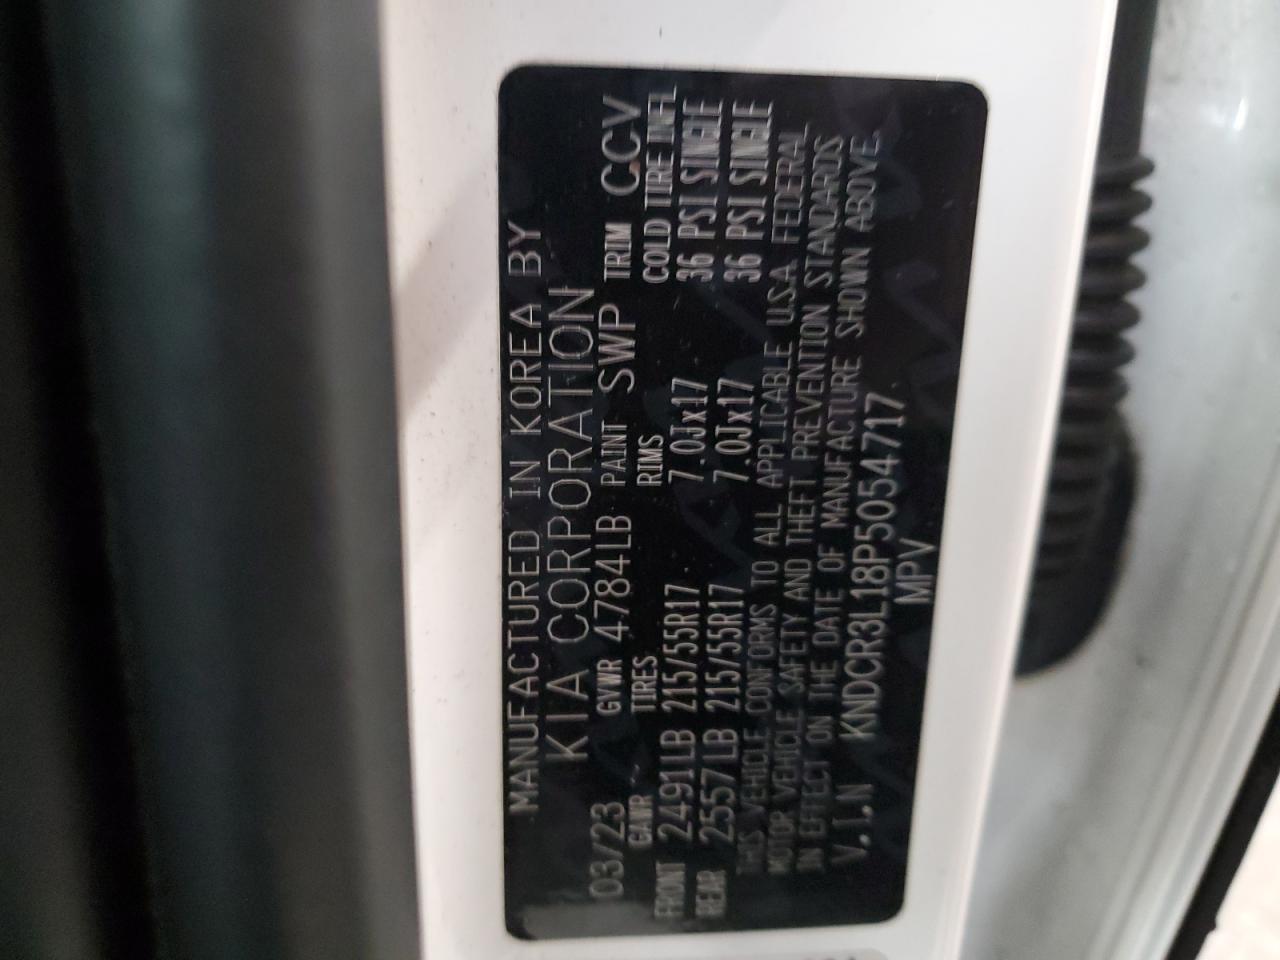 MANUFACTURED IN KOREA BY
KIA CORPORATION
03/23 GVWR 4784LB PAINT SWP TRIM CCV
GAWR TIRES RIMS COLD TIRE INFL
FRONT 2491LB 215/55R17 7.0Jx17 36 PSI SINGLE
REAR 2557LB 215/55R17 7.0Jx17 36 PSI SINGLE
THIS VEHICLE CONFORMS TO ALL APPLICABLE U.S.A FEDERAL
MOTOR VEHICLE SAFETY AND THEFT PREVENTION STANDARDS
IN EFFECT ON THE DATE OF MANUFACTURE SHOWN ABOVE.
V.I.N KNDCR3L18P5054717
MPV